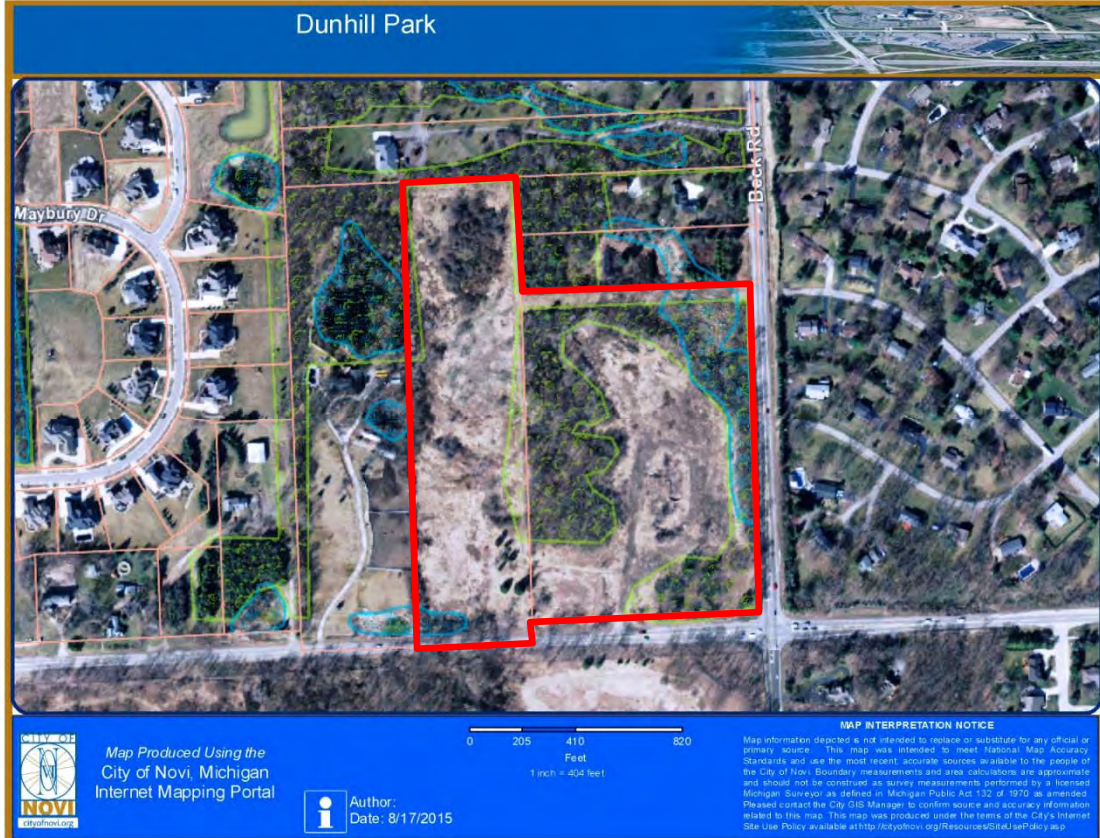 Dunhill Park
Beck Rd
Maybury Dr
CITY OF
NOVI
cityofnovi.org
Map Produced Using the
City of Novi, Michigan
Internet Mapping Portal
i
Author:
Date: 8/17/2015
0 205 410 820
Feet
1 inch = 404 feet
MAP INTERPRETATION NOTICE
Map information depicted is not intended to replace or substitute for any official or
primary source. This map was intended to meet National Map Accuracy
Standards and use the most recent, accurate sources available to the people of
the City of Novi. Boundary measurements and area calculations are approximate
and should not be construed as survey measurements performed by a licensed
Michigan Surveyor as defined in Michigan Public Act 132 of 1970 as amended.
Pleased contact the City GIS Manager to confirm source and accuracy information
related to this map. This map was produced under the terms of the City's Internet
Site Use Policy available at http://cityofnovi.org/Resources/SiteUsePolicy.asp